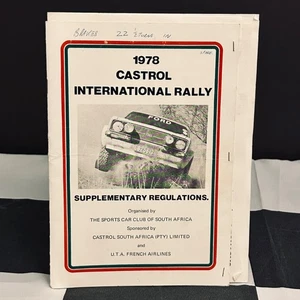 22
1978
CASTROL
INTERNATIONAL RALLY
FORD
SUPPLEMENTARY REGULATIONS.
Organised by
THE SPORTS CAR CLUB OF SOUTH AFRICA
Sponsored by
CASTROL SOUTH AFRICA (PTY) LIMITED
and
U.T.A. FRENCH AIRLINES